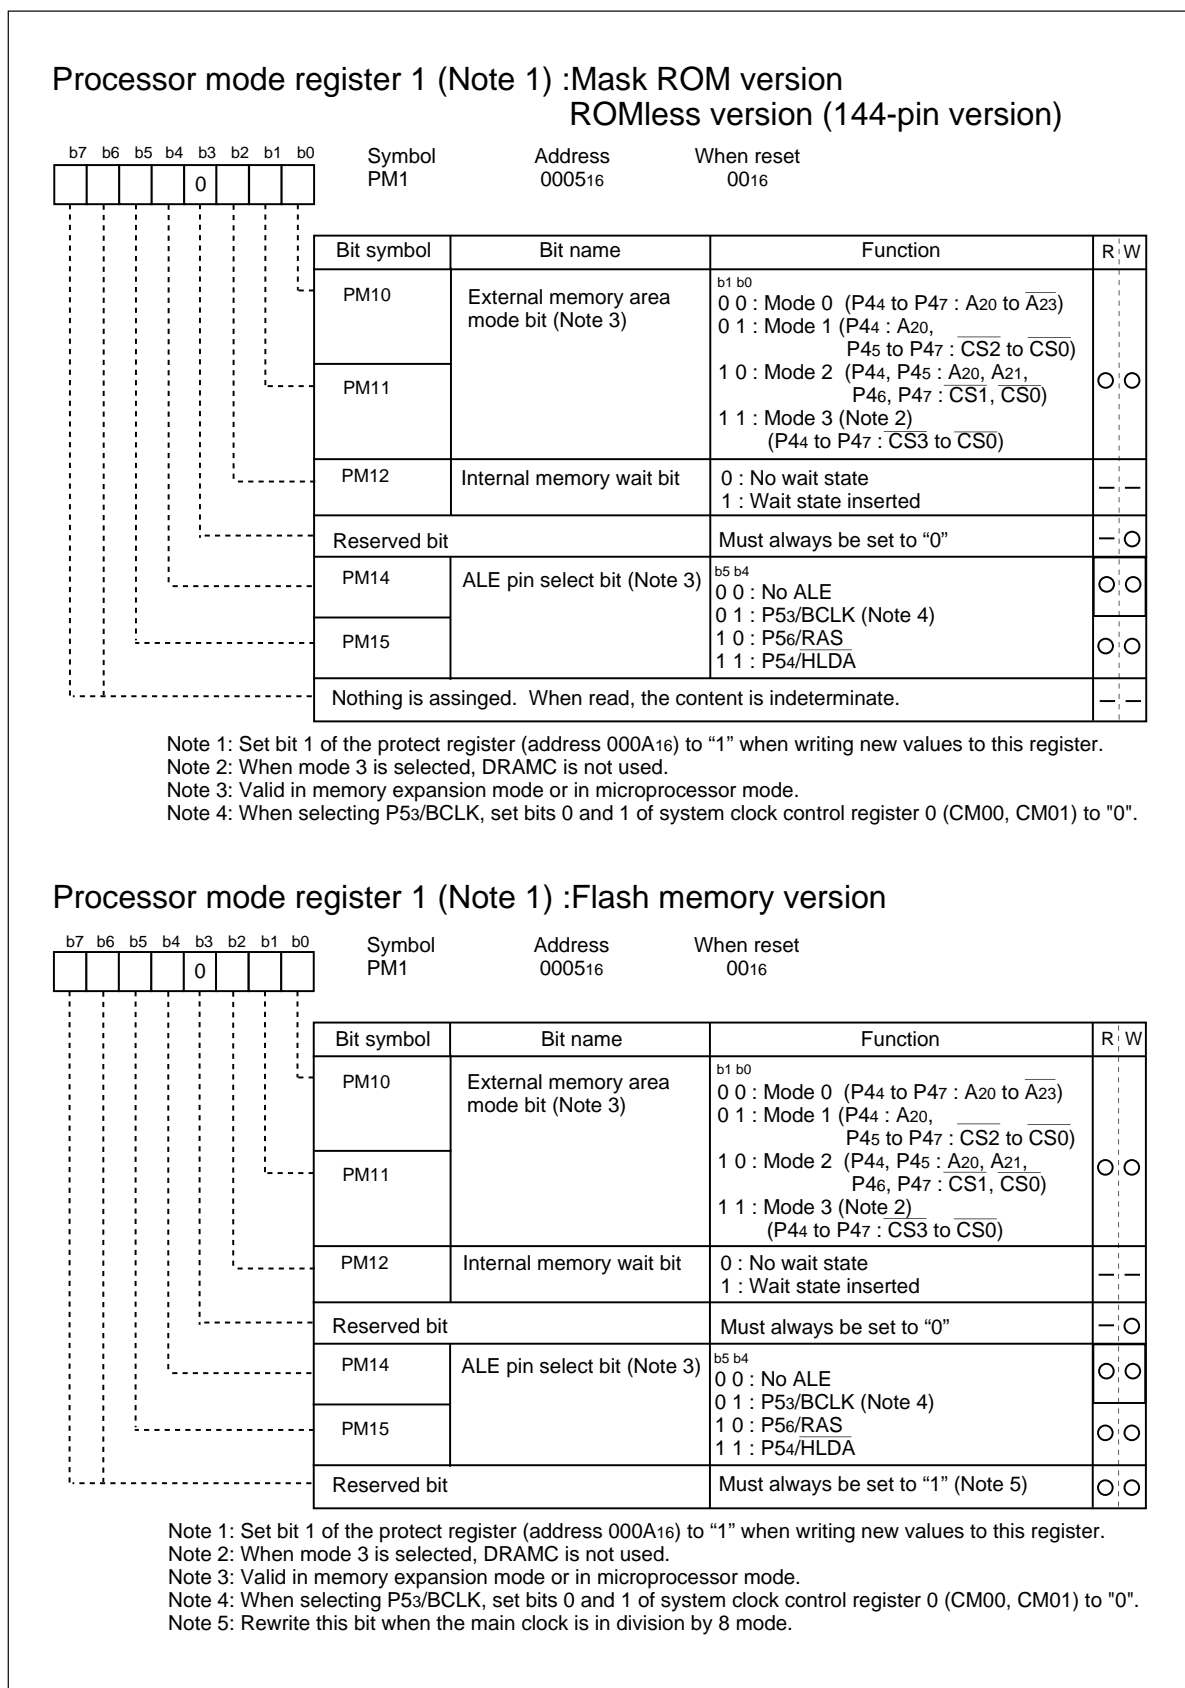 Processor mode register 1 (Note 1) :Mask ROM version
ROMless version (144-pin version)
b7 b6 b5 b4 b3 b2 b1 b0
Symbol Address When reset
PM1 000516 0016
0
Bit symbol Bit name Function R W
b1 b0
PM10 External memory area 0 0 : Mode 0 (P44 to P47 : A20 to A23)
mode bit (Note 3) 0 1 : Mode 1 (P44 : A20,
P45 to P47 : CS2 to CS0)
PM11 1 0 : Mode 2 (P44, P45 : A20, A21,
P46, P47 : CS1, CS0)
1 1 : Mode 3 (Note 2)
(P44 to P47 : CS3 to CS0)
PM12 Internal memory wait bit 0 : No wait state
1 : Wait state inserted
Reserved bit Must always be set to “0”
b5 b4
PM14 ALE pin select bit (Note 3) 0 0 : No ALE
0 1 : P53/BCLK (Note 4)
PM15 1 0 : P56/RAS
1 1 : P54/HLDA
Nothing is assinged. When read, the content is indeterminate.
Note 1: Set bit 1 of the protect register (address 000A16) to “1” when writing new values to this register.
Note 2: When mode 3 is selected, DRAMC is not used.
Note 3: Valid in memory expansion mode or in microprocessor mode.
Note 4: When selecting P53/BCLK, set bits 0 and 1 of system clock control register 0 (CM00, CM01) to "0".
Processor mode register 1 (Note 1) :Flash memory version
b7 b6 b5 b4 b3 b2 b1 b0
Symbol Address When reset
PM1 000516 0016
0
Bit symbol Bit name Function R W
b1 b0
PM10 External memory area 0 0 : Mode 0 (P44 to P47 : A20 to A23)
mode bit (Note 3) 0 1 : Mode 1 (P44 : A20,
P45 to P47 : CS2 to CS0)
PM11 1 0 : Mode 2 (P44, P45 : A20, A21,
P46, P47 : CS1, CS0)
1 1 : Mode 3 (Note 2)
(P44 to P47 : CS3 to CS0)
PM12 Internal memory wait bit 0 : No wait state
1 : Wait state inserted
Reserved bit Must always be set to “0”
b5 b4
PM14 ALE pin select bit (Note 3) 0 0 : No ALE
0 1 : P53/BCLK (Note 4)
PM15 1 0 : P56/RAS
1 1 : P54/HLDA
Reserved bit Must always be set to “1” (Note 5)
Note 1: Set bit 1 of the protect register (address 000A16) to “1” when writing new values to this register.
Note 2: When mode 3 is selected, DRAMC is not used.
Note 3: Valid in memory expansion mode or in microprocessor mode.
Note 4: When selecting P53/BCLK, set bits 0 and 1 of system clock control register 0 (CM00, CM01) to "0".
Note 5: Rewrite this bit when the main clock is in division by 8 mode.